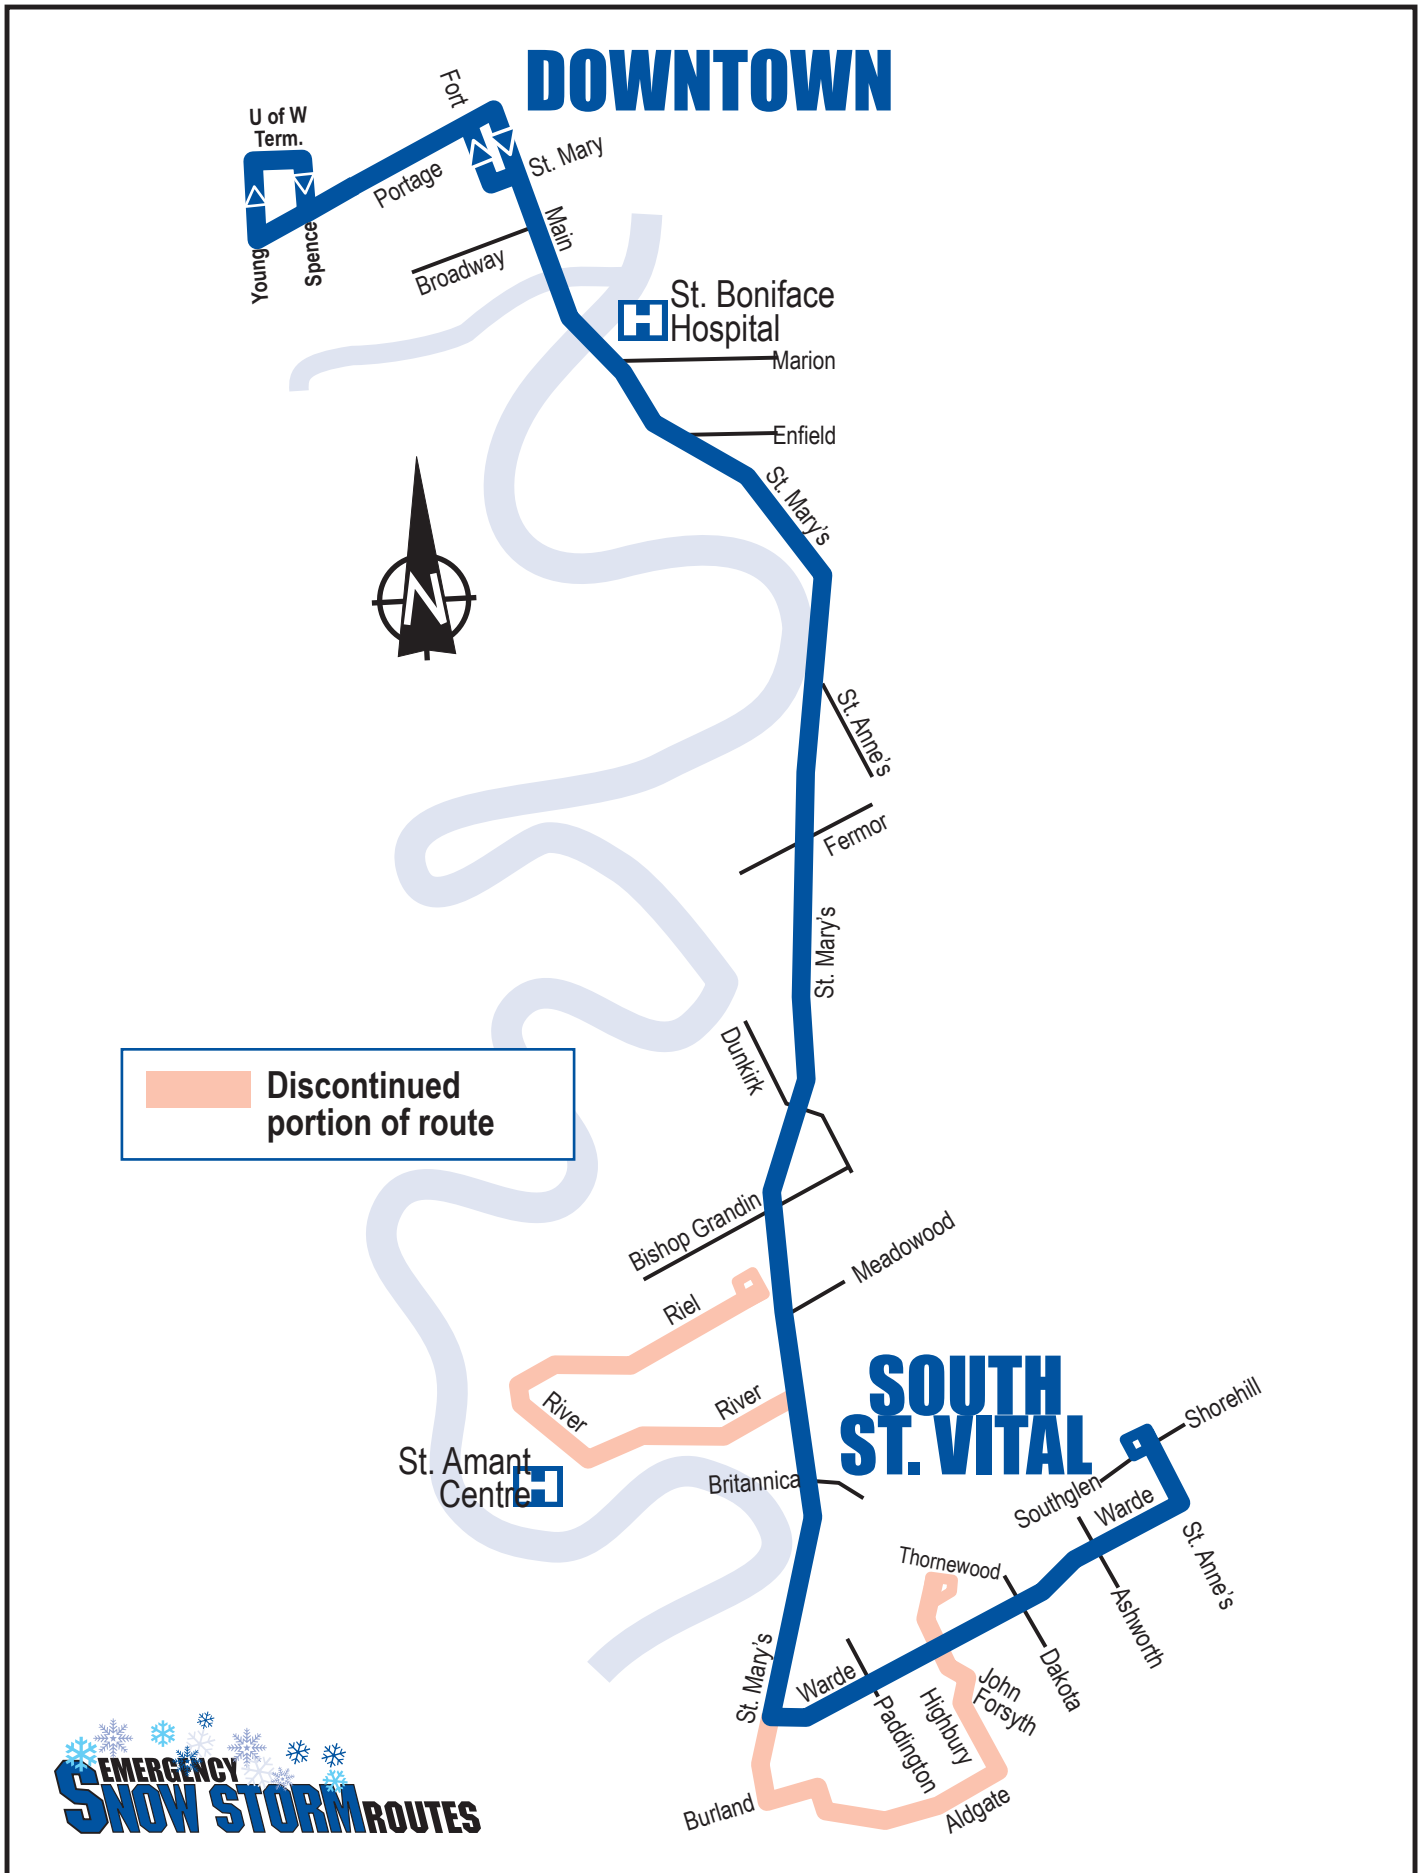 DOWNTOWN
Fort
U of W
Term.
St. Mary
Portage
Main
Young
Spence
Broadway
St. Boniface
Hospital
Marion
Enfield
St. Mary's
N
St. Anne's
Fermor
St. Mary's
Dunkirk
Discontinued
portion of route
Bishop Grandin
Meadowood
Riel
SOUTH
ST. VITAL
River
River
Shorehill
St. Amant
Centre
Britannica
Southglen
Warde
St. Anne's
Thornewood
Ashworth
Dakota
St. Mary's
Warde
John
Forsyth
Highbury
Paddington
Burland
Aldgate
EMERGENCY
SNOW STORM ROUTES